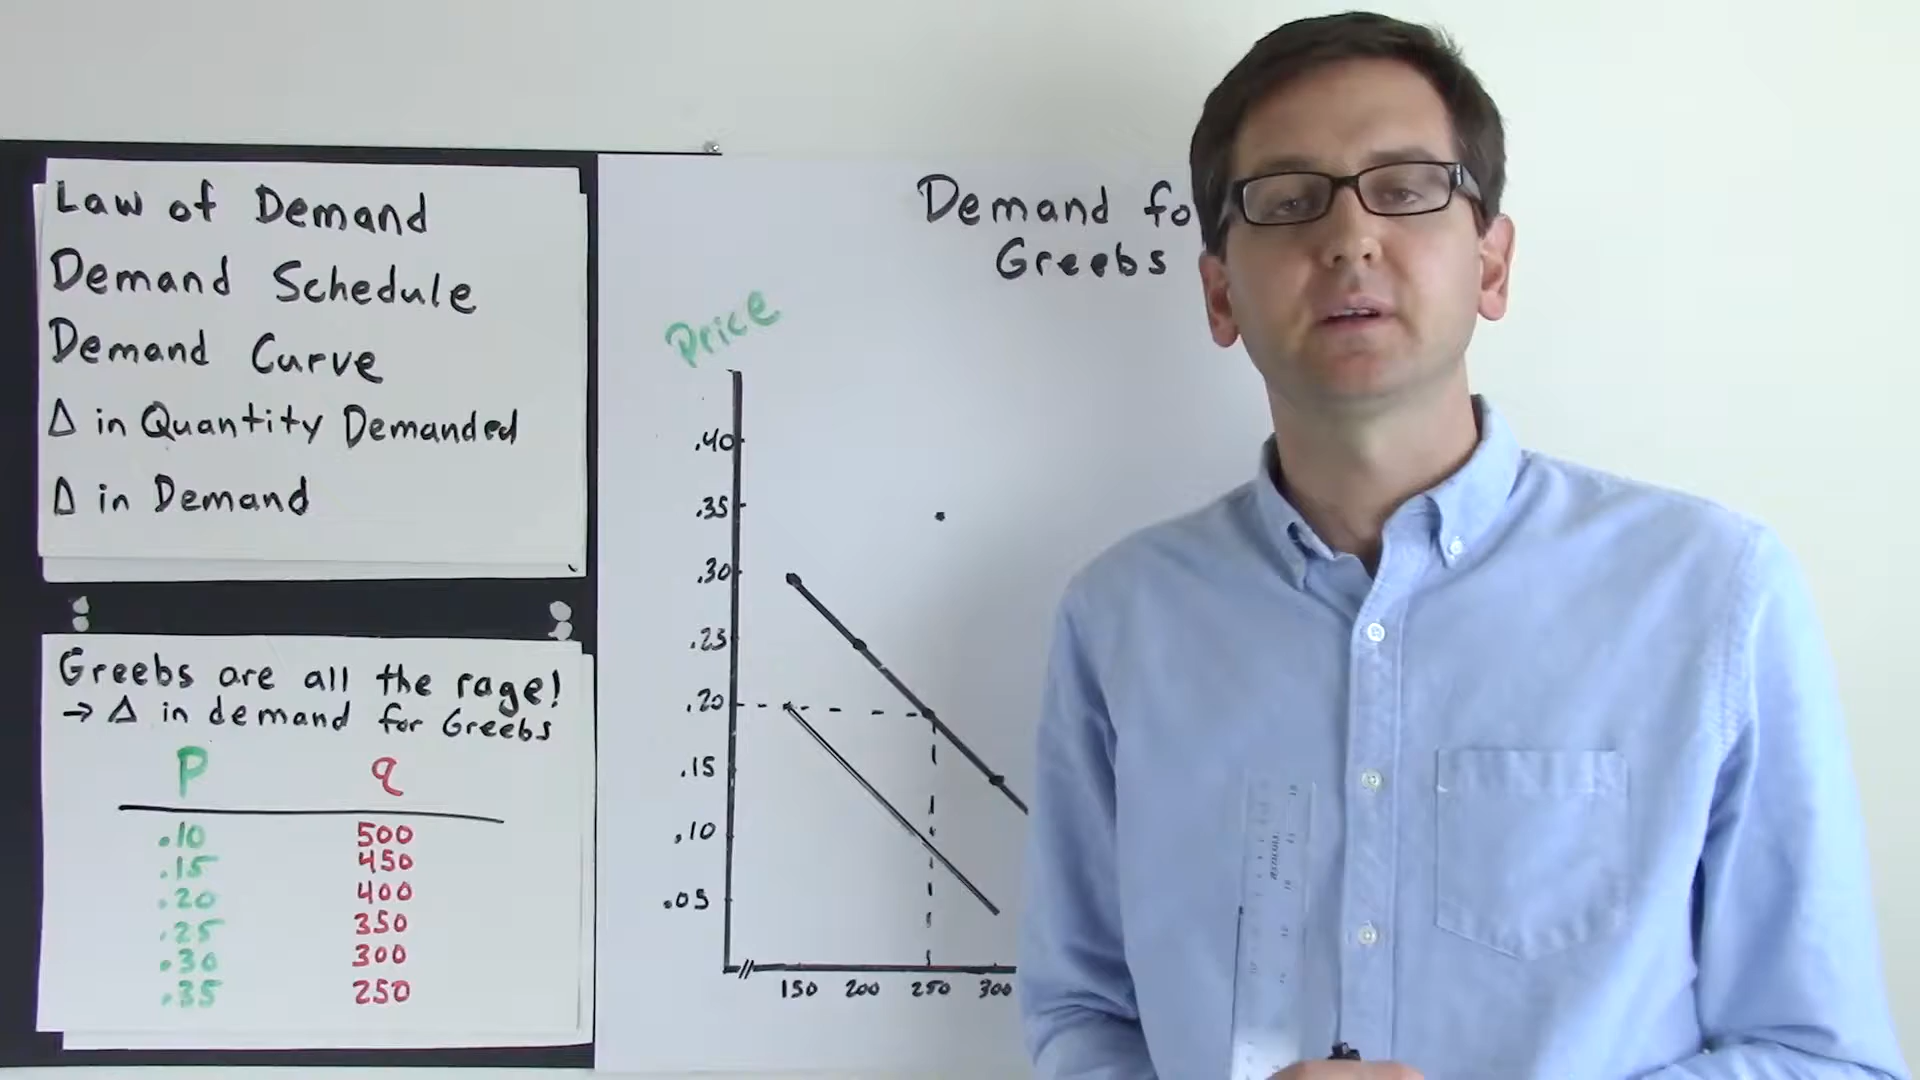 Law of Demand
Demand Schedule
Demand Curve
Δ in Quantity Demanded
Δ in Demand
Greebs are all the rage!
→ Δ in demand for Greebs
P q
.10 500
.15 450
.20 400
.25 350
.30 300
.35 250
Demand fo
Greebs
Price
.40
.35
.30
.25
.20
.15
.10
.05
150 200 250 300